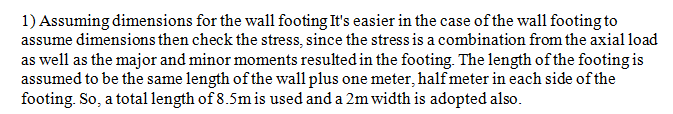 1) Assuming dimensions for the wall footing It's easier in the case of the wall footing to
assume dimensions then check the stress, since the stress is a combination from the axial load
as well as the major and minor moments resulted in the footing. The length of the footing is
assumed to be the same length of the wall plus one meter, half meter in each side of the
footing. So, a total length of 8.5m is used and a 2m width is adopted also.